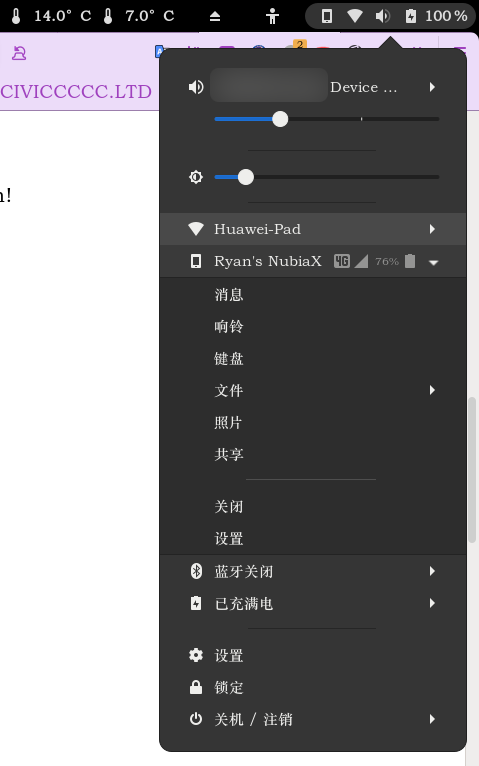 14.0° C 7.0° C 100 %
2
CIVICCCCC.LTD
!
Device ...
Huawei-Pad
Ryan's NubiaX 4G 76%
消息
响铃
键盘
文件
照片
共享
关闭
设置
蓝牙关闭
已充满电
设置
锁定
关机 / 注销